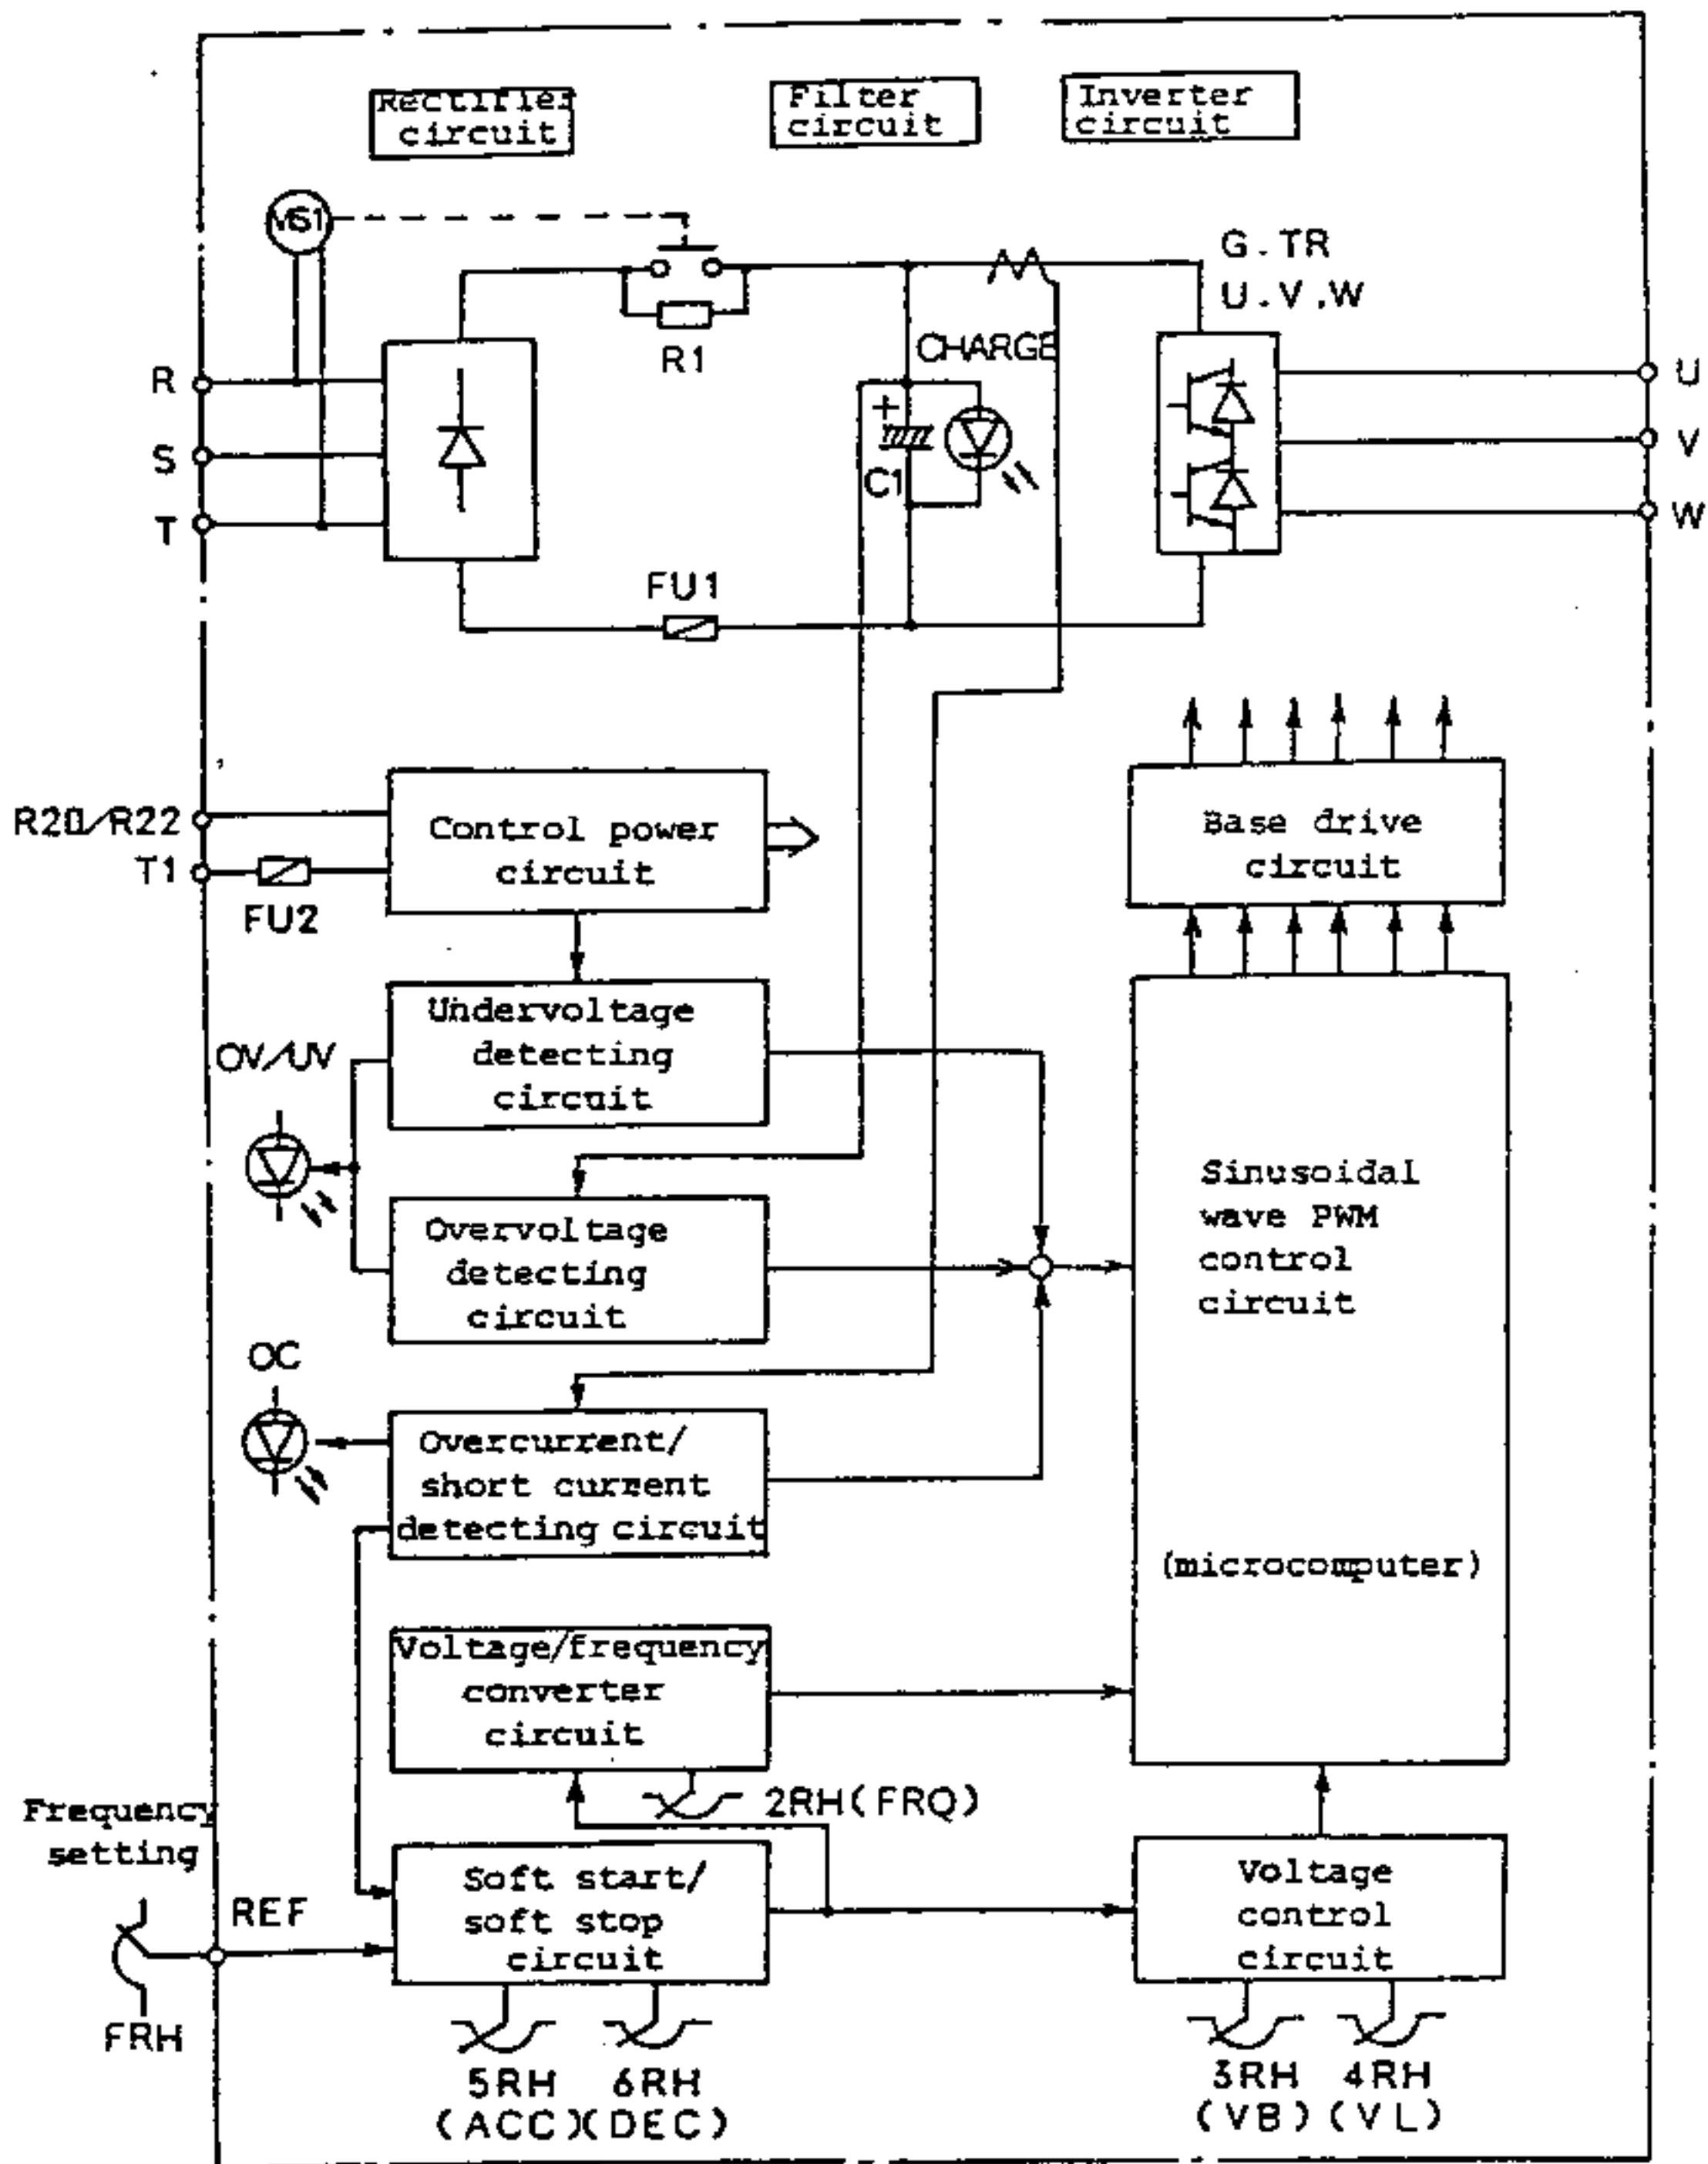 Rectifier
circuit
Filter
circuit
Inverter
circuit
MS1
G.TR
U.V.W
R1
CHARGE
R
S
T
+
C1
U
V
W
FU1
R20/R22
T1
FU2
Control power
circuit
Base drive
circuit
Undervoltage
detecting
circuit
OV/UV
Overvoltage
detecting
circuit
Sinusoidal
wave PWM
control
circuit
(microcomputer)
OC
Overcurrent/
short current
detecting circuit
Voltage/frequency
converter
circuit
2RH(FRQ)
Frequency
setting
REF
FRH
Soft start/
soft stop
circuit
Voltage
control
circuit
5RH 6RH
(ACC)(DEC)
3RH 4RH
(VB)(VL)